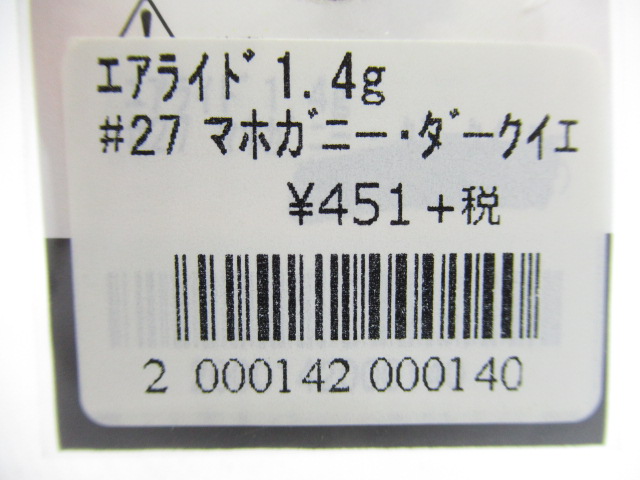 エアライド1.4g
#27 マホガニー・ダークイエ
¥451+税
2 000142 000140